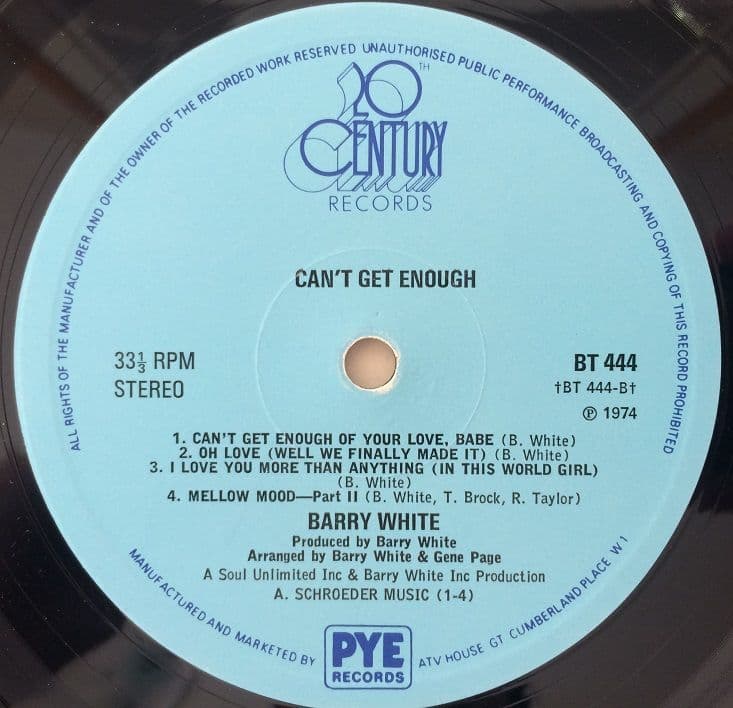 ALL RIGHTS OF THE MANUFACTURER AND OF THE OWNER OF THE RECORDED WORK RESERVED UNAUTHORISED PUBLIC PERFORMANCE BROADCASTING AND COPYING OF THIS RECORD PROHIBITED
20TH
CENTURY
RECORDS
CAN'T GET ENOUGH
33⅓ RPM
STEREO
BT 444
†BT 444-B†
℗ 1974
1. CAN'T GET ENOUGH OF YOUR LOVE, BABE (B. White)
2. OH LOVE (WELL WE FINALLY MADE IT) (B. White)
3. I LOVE YOU MORE THAN ANYTHING (IN THIS WORLD GIRL)
(B. White)
4. MELLOW MOOD—Part II (B. White, T. Brock, R. Taylor)
BARRY WHITE
Produced by Barry White
Arranged by Barry White & Gene Page
A Soul Unlimited Inc & Barry White Inc Production
A. SCHROEDER MUSIC (1-4)
MANUFACTURED AND MARKETED BY
PYE
RECORDS
ATV HOUSE GT CUMBERLAND PLACE W1